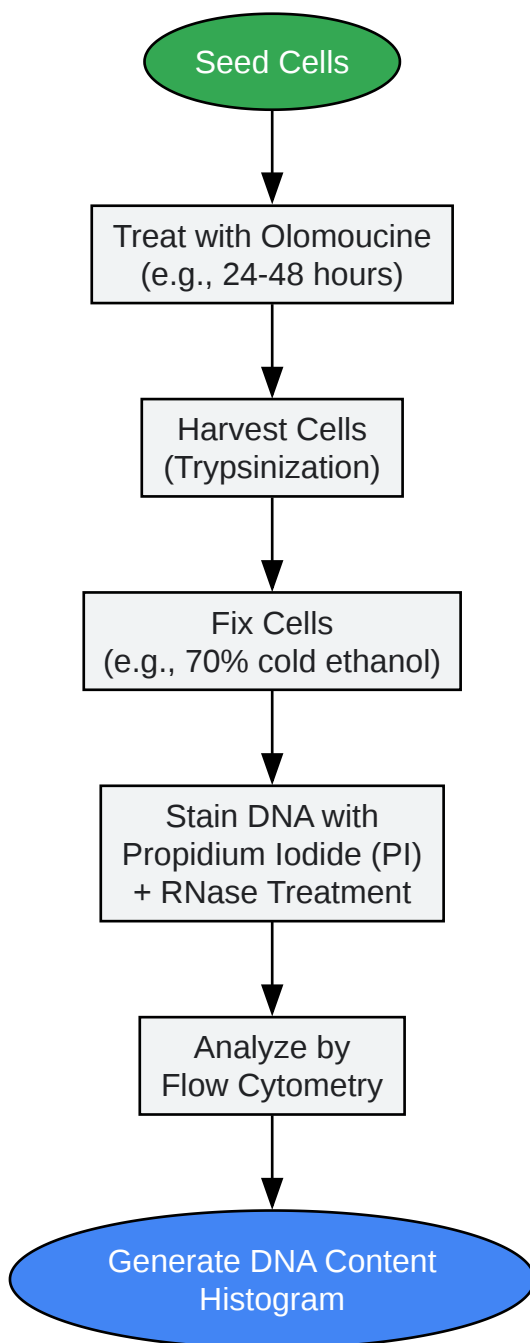 Seed Cells
Treat with Olomoucine
(e.g., 24-48 hours)
Harvest Cells
(Trypsinization)
Fix Cells
(e.g., 70% cold ethanol)
Stain DNA with
Propidium Iodide (PI)
+ RNase Treatment
Analyze by
Flow Cytometry
Generate DNA Content
Histogram